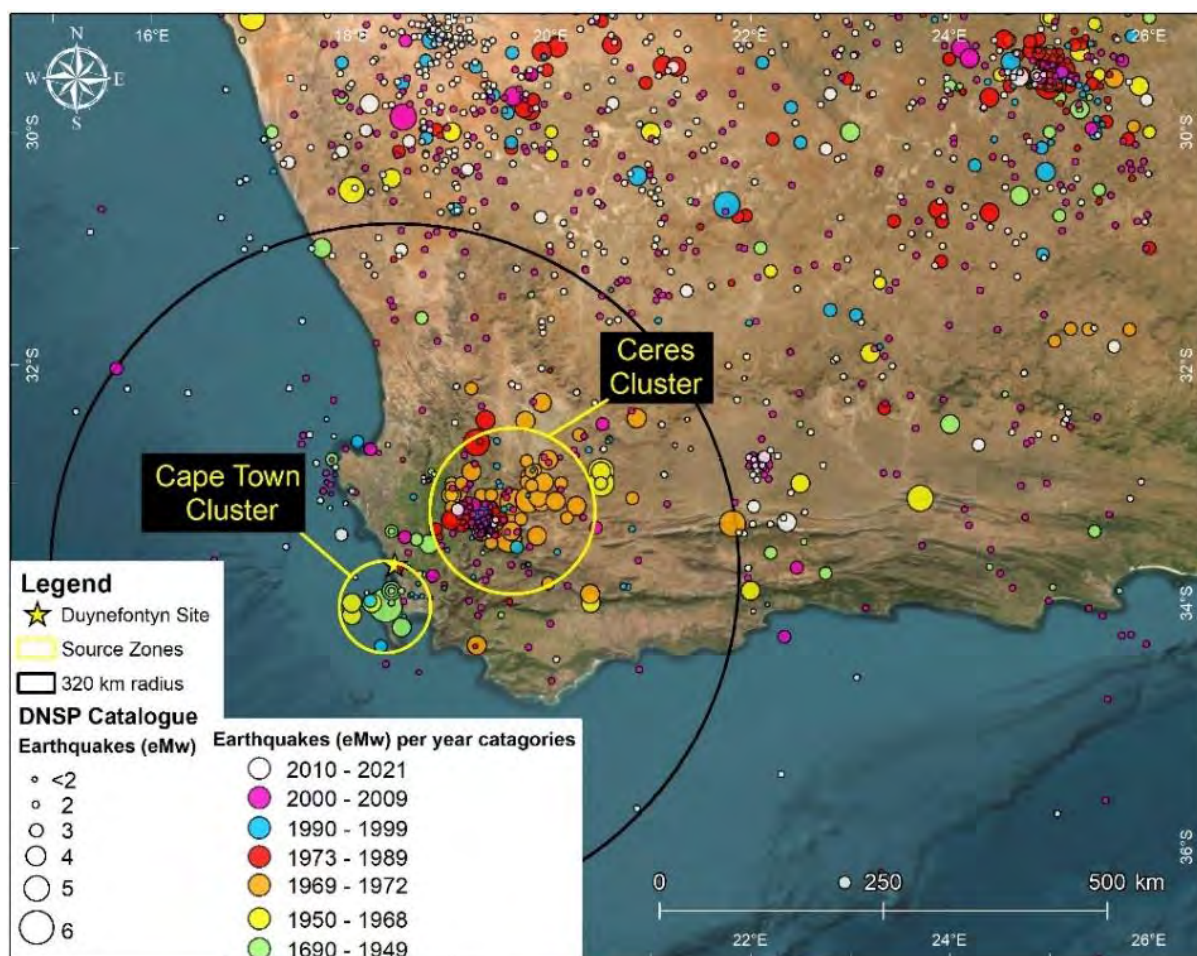 16°E
18°E
20°E
22°E
24°E
26°E
N
W
E
S
30°S
30°S
32°S
32°S
34°S
34°S
36°S
Ceres
Cluster
Cape Town
Cluster
Legend
Duynefontyn Site
Source Zones
320 km radius
DNSP Catalogue
Earthquakes (eMw)
<2
2
3
4
5
6
Earthquakes (eMw) per year catagories
2010 - 2021
2000 - 2009
1990 - 1999
1973 - 1989
1969 - 1972
1950 - 1968
1690 - 1949
0
250
500 km
22°E
24°E
26°E